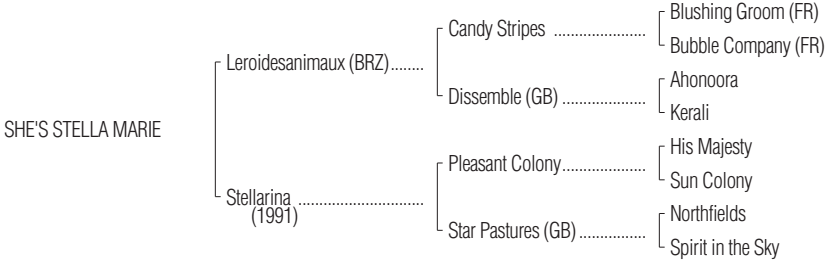 Blushing Groom (FR)
Candy Stripes ......................
Bubble Company (FR)
Leroidesanimaux (BRZ)........
Ahonoora
Dissemble (GB) ....................
Kerali
SHE'S STELLA MARIE
His Majesty
Pleasant Colony....................
Sun Colony
Stellarina ..............................
(1991)
Northfields
Star Pastures (GB) ................
Spirit in the Sky